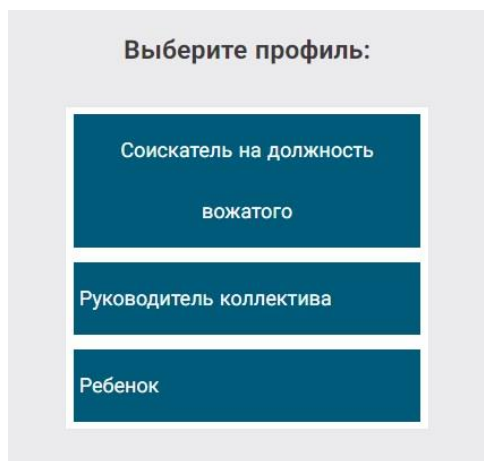 Выберите профиль:
Соискатель на должность
вожатого
Руководитель коллектива
Ребенок